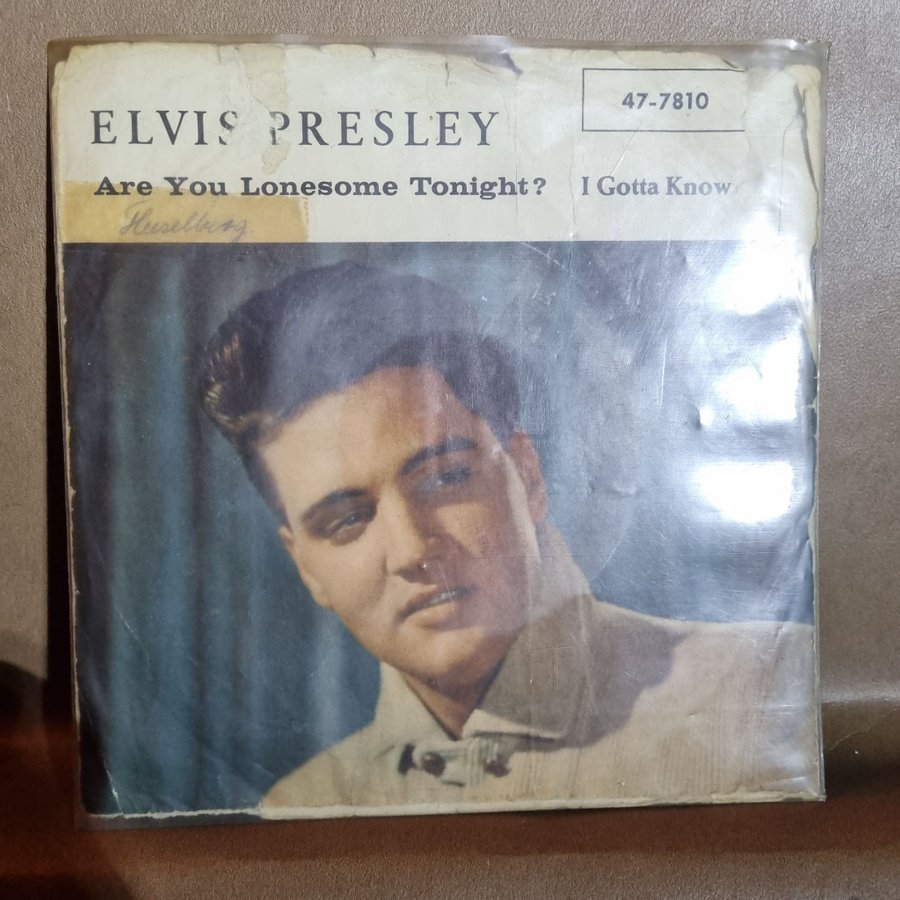 47-7810
ELVIS PRESLEY
Are You Lonesome Tonight? I Gotta Know